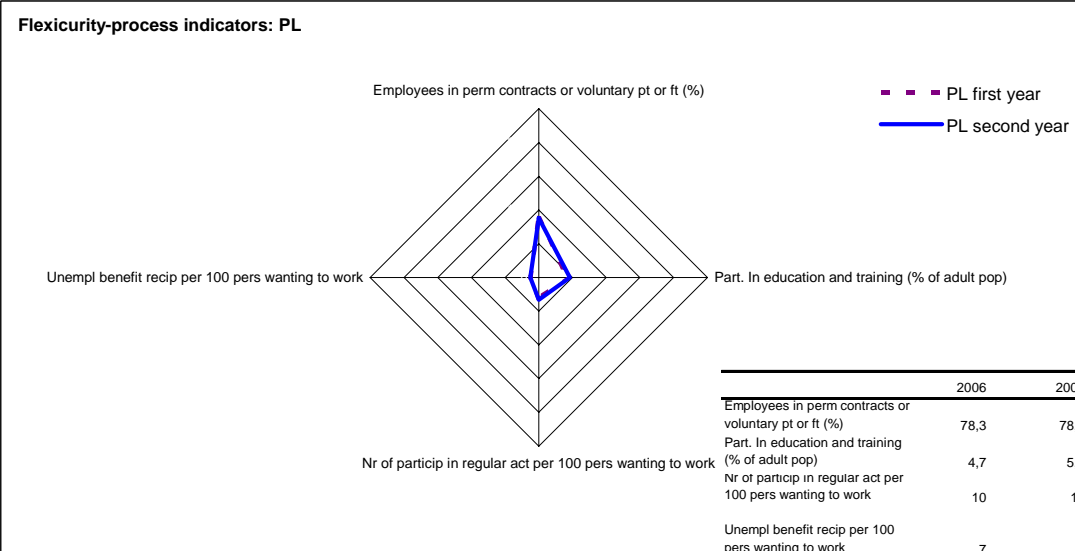 Flexicurity-process indicators: PL
Employees in perm contracts or voluntary pt or ft (%)
PL first year
PL second year
Unempl benefit recip per 100 pers wanting to work
Part. In education and training (% of adult pop)
Nr of particip in regular act per 100 pers wanting to work
2006
Employees in perm contracts or
voluntary pt or ft (%) 78,3
Part. In education and training
(% of adult pop) 4,7
Nr of particip in regular act per
100 pers wanting to work 10
Unempl benefit recip per 100
pers wanting to work 7